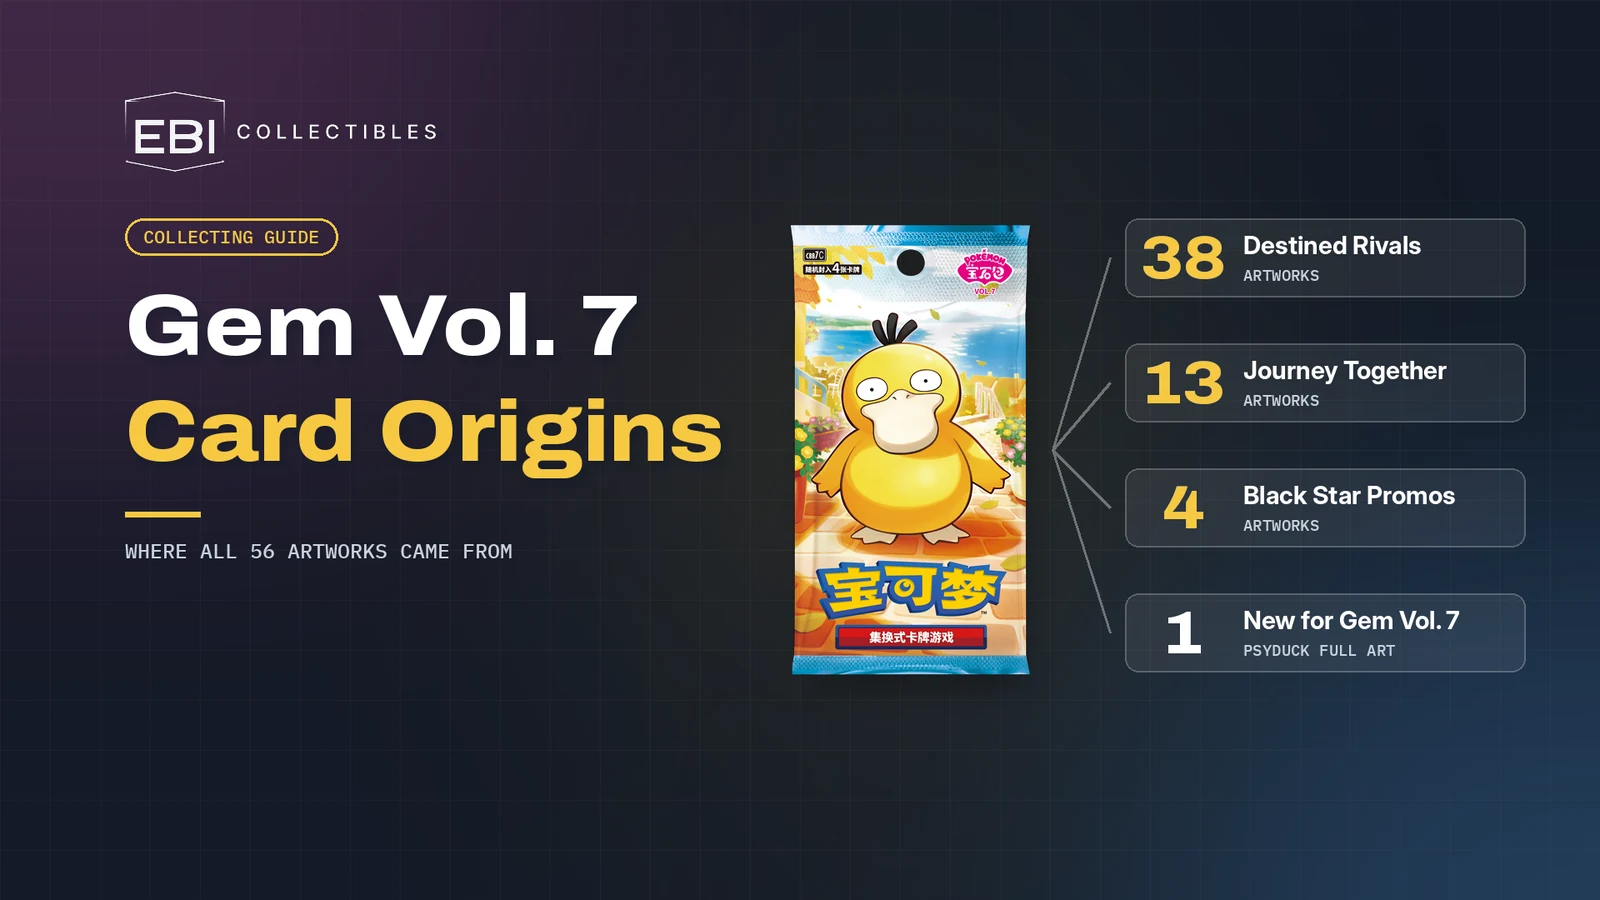 EBI COLLECTIBLES
COLLECTING GUIDE
Gem Vol. 7
Card Origins
WHERE ALL 56 ARTWORKS CAME FROM
CBB7C
随机封入4张卡牌
POKÉMON
宝石包
VOL.7
宝可梦
TM
集换式卡牌游戏
38 Destined Rivals
ARTWORKS
13 Journey Together
ARTWORKS
4 Black Star Promos
ARTWORKS
1 New for Gem Vol. 7
PSYDUCK FULL ART